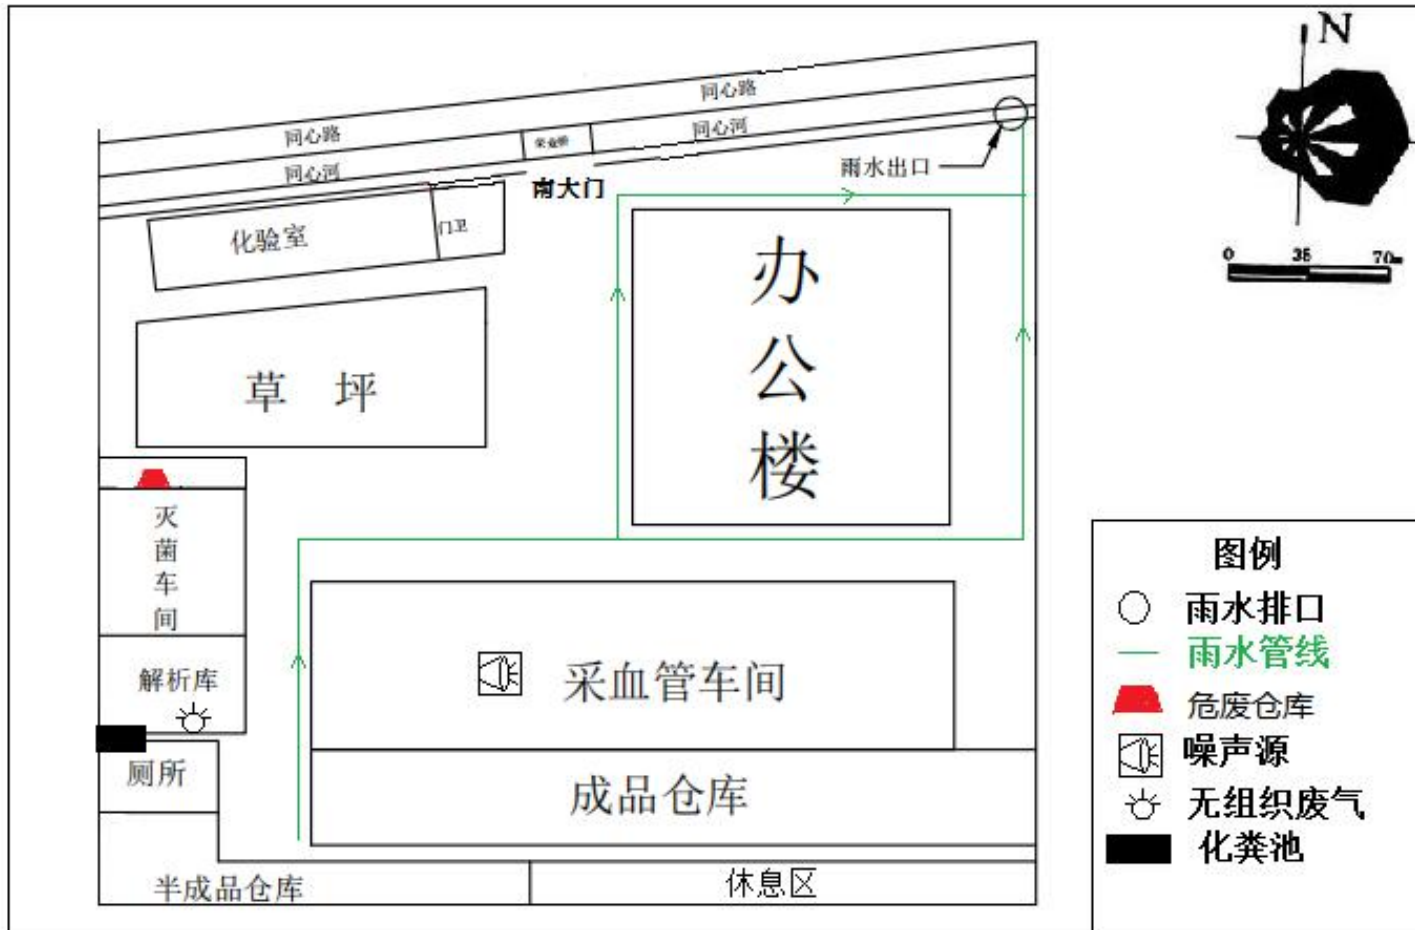 N
同心路
同心路
荣业桥
同心河
同心河
雨水出口
南大门
化验室
门卫
0 35 70m
办公楼
草 坪
灭菌车间
图例
雨水排口
雨水管线
解析库
采血管车间
危废仓库
噪声源
厕所
成品仓库
无组织废气
化粪池
半成品仓库
休息区